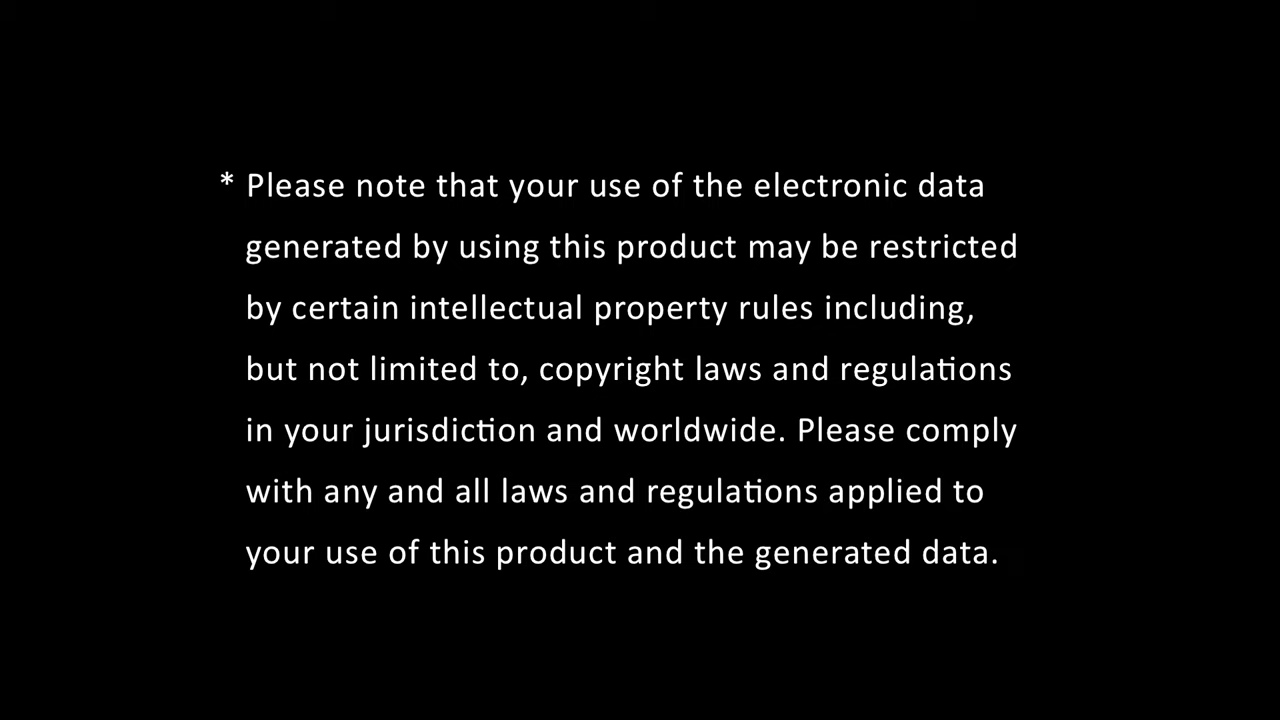 * Please note that your use of the electronic data
generated by using this product may be restricted
by certain intellectual property rules including,
but not limited to, copyright laws and regulations
in your jurisdiction and worldwide. Please comply
with any and all laws and regulations applied to
your use of this product and the generated data.